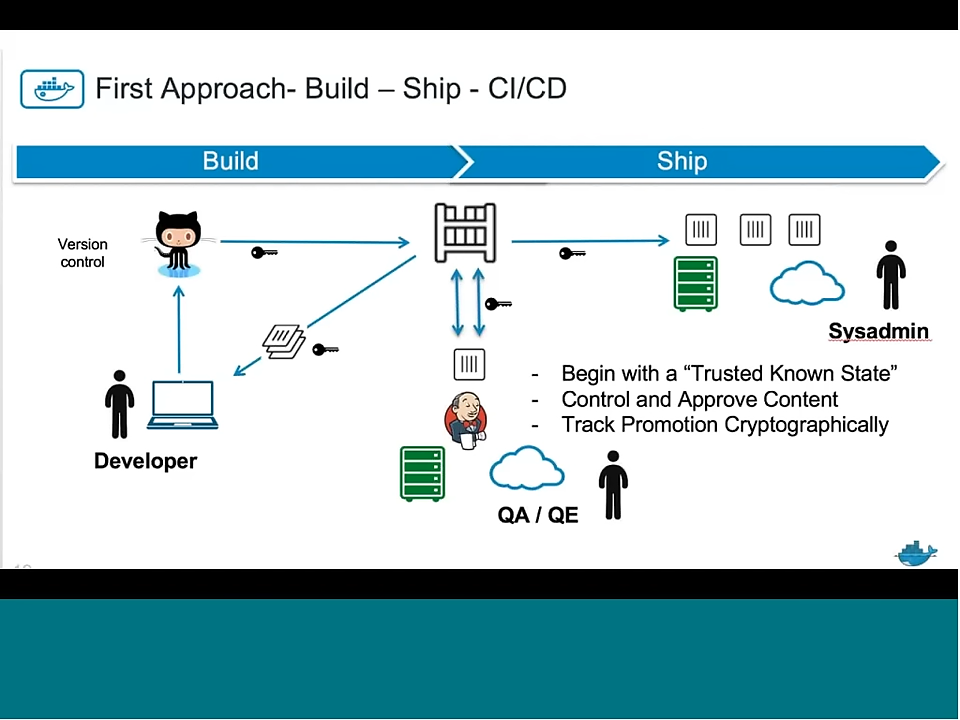 First Approach- Build – Ship - CI/CD
Build
Ship
Version
control
Sysadmin
- Begin with a “Trusted Known State”
- Control and Approve Content
- Track Promotion Cryptographically
Developer
QA / QE